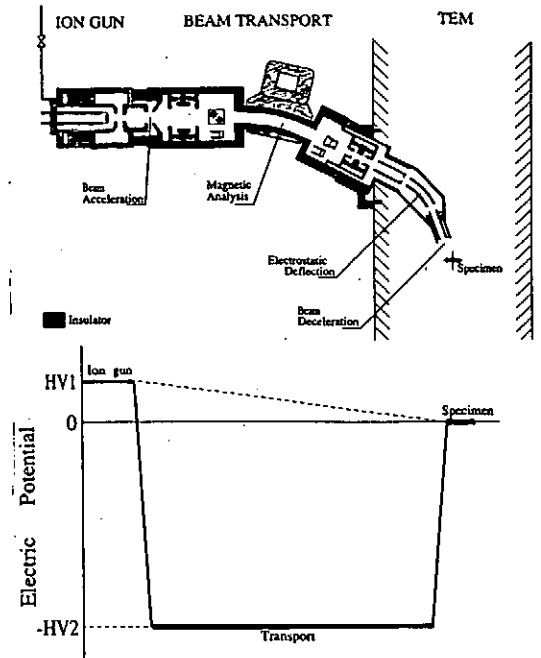 ION GUN BEAM TRANSPORT TEM
Beam
Acceleration
Magnetic
Analysis
Electrostatic
Deflection
Specimen
Beam
Deceleration
Insulator
Ion gun
HV1
Specimen
0
Electric Potential
-HV2
Transport